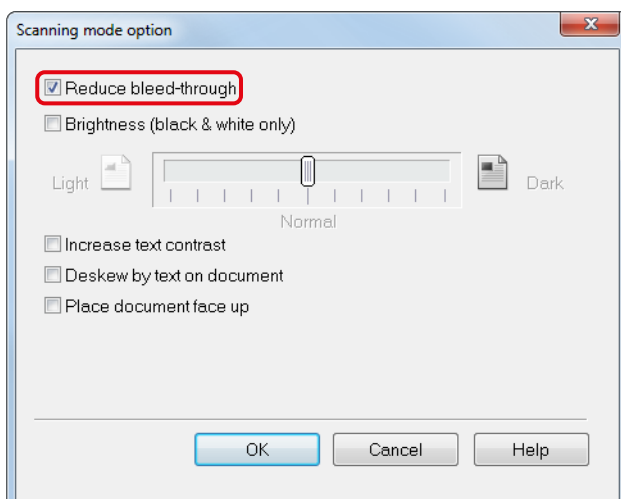 Scanning mode option
Reduce bleed-through
Brightness (black & white only)
Light Dark
Normal
Increase text contrast
Deskew by text on document
Place document face up
OK Cancel Help